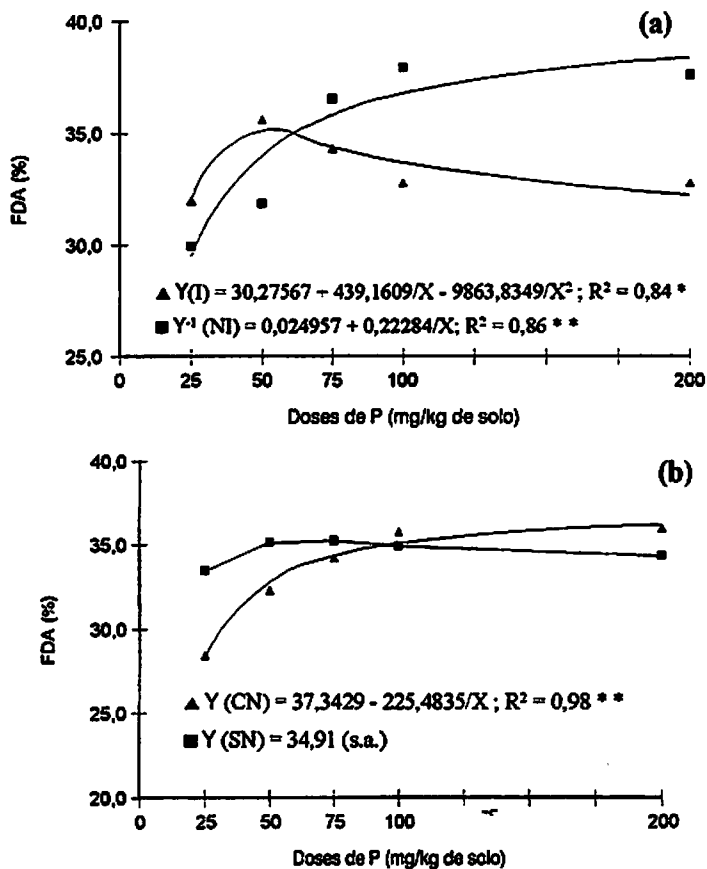 (a)
40,0
35,0
30,0
25,0
FDA (%)
▲ Y(I) = 30,27567 + 439,1609/X - 9863,8349/X² ; R² = 0,84 *
■ Y⁻¹ (NI) = 0,024957 + 0,22284/X; R² = 0,86 * *
0 25 50 75 100 200
Doses de P (mg/kg de solo)
(b)
40,0
35,0
30,0
25,0
20,0
FDA (%)
▲ Y (CN) = 37,3429 - 225,4835/X ; R² = 0,98 * *
■ Y (SN) = 34,91 (s.a.)
0 25 50 75 100 200
Doses de P (mg/kg de solo)